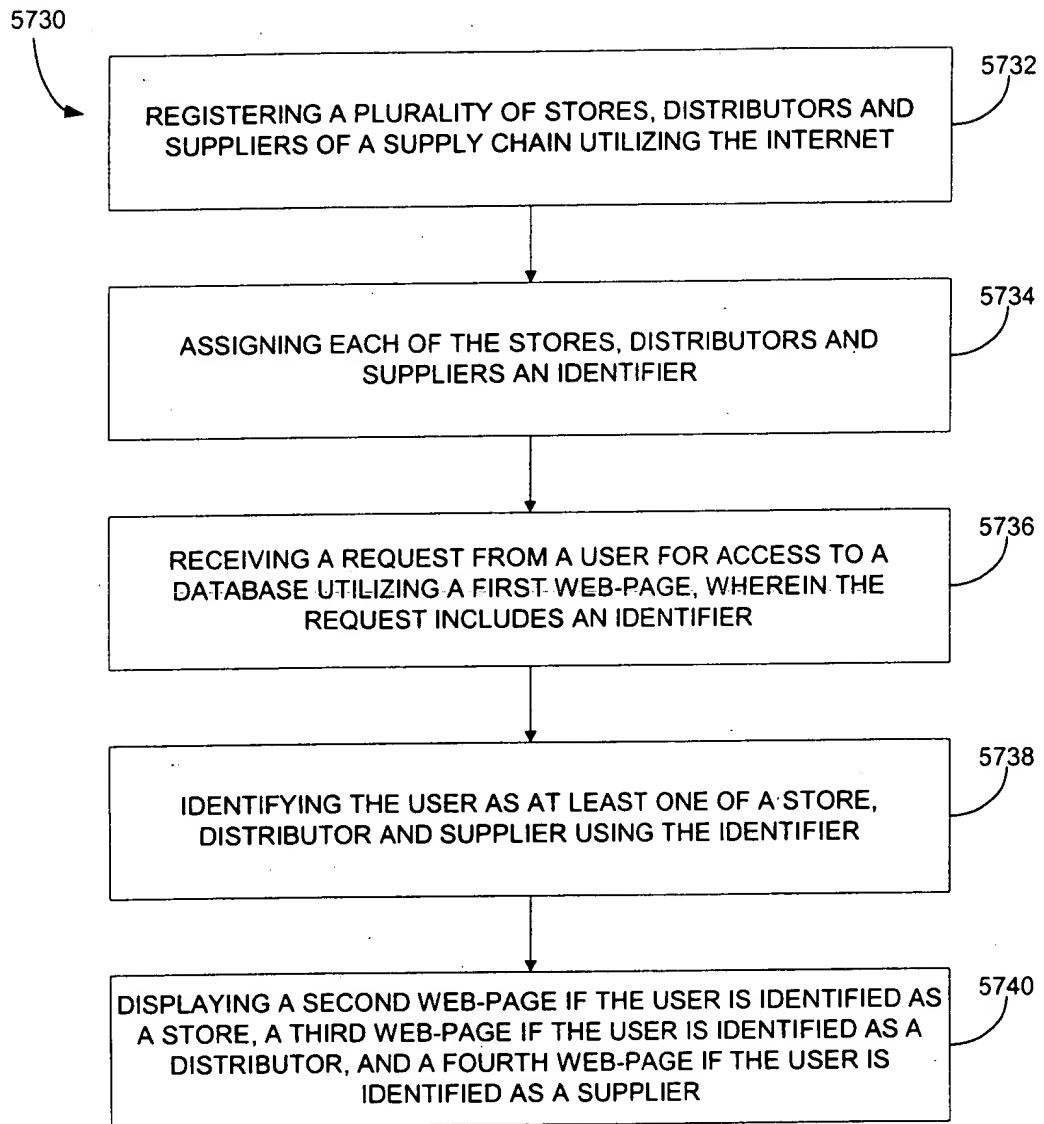 5730
5732
REGISTERING A PLURALITY OF STORES, DISTRIBUTORS AND
SUPPLIERS OF A SUPPLY CHAIN UTILIZING THE INTERNET
5734
ASSIGNING EACH OF THE STORES, DISTRIBUTORS AND
SUPPLIERS AN IDENTIFIER
5736
RECEIVING A REQUEST FROM A USER FOR ACCESS TO A
DATABASE UTILIZING A FIRST WEB-PAGE, WHEREIN THE
REQUEST INCLUDES AN IDENTIFIER
5738
IDENTIFYING THE USER AS AT LEAST ONE OF A STORE,
DISTRIBUTOR AND SUPPLIER USING THE IDENTIFIER
5740
DISPLAYING A SECOND WEB-PAGE IF THE USER IS IDENTIFIED AS
A STORE, A THIRD WEB-PAGE IF THE USER IS IDENTIFIED AS A
DISTRIBUTOR, AND A FOURTH WEB-PAGE IF THE USER IS
IDENTIFIED AS A SUPPLIER